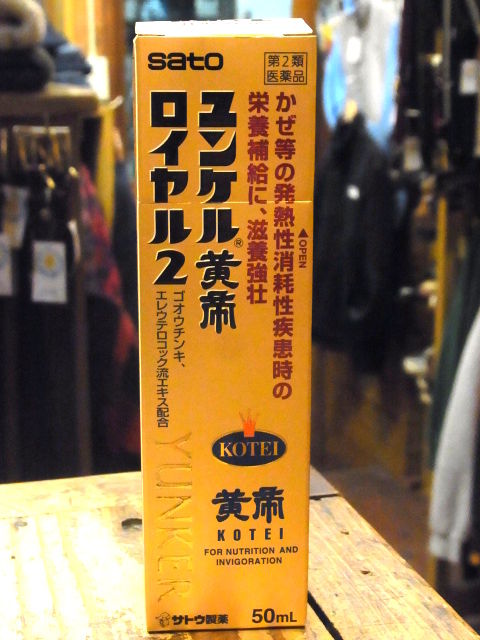 sato
第2類
医薬品
かぜ等の発熱性消耗性疾患時の
栄養補給に、滋養強壮
▲OPEN
ユンケル®黄帝
ロイヤル2
ゴオウチンキ、
エレウテロコック流エキス配合
YUNKER
KOTEI
黄帝
KOTEI
FOR NUTRITION AND
INVIGORATION
サトウ製薬
50mL